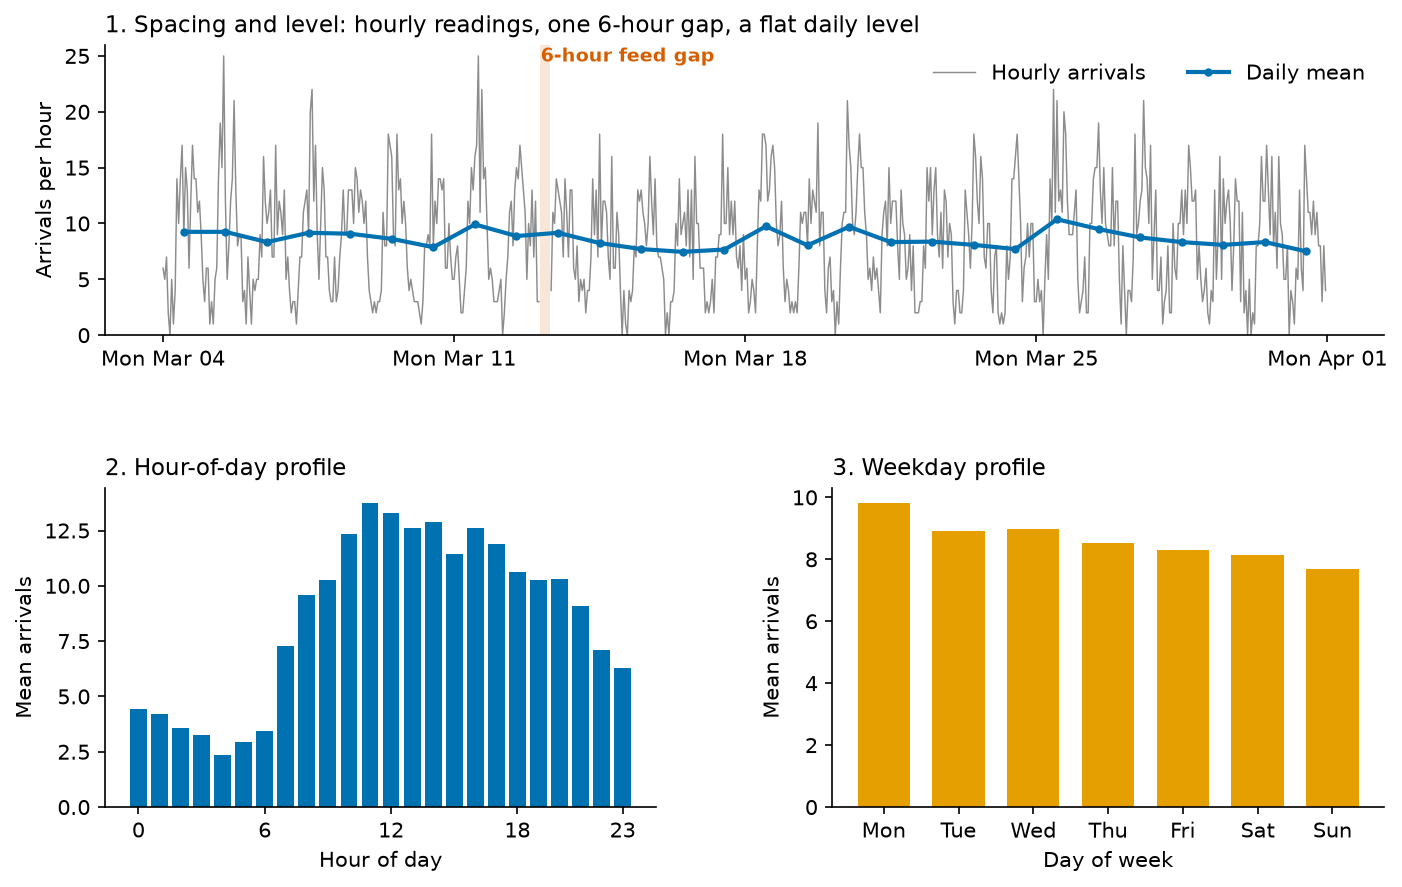 1. Spacing and level: hourly readings, one 6-hour gap, a flat daily level
6-hour feed gap
Hourly arrivals
Daily mean
Arrivals per hour
25
20
15
10
5
0
Mon Mar 04
Mon Mar 11
Mon Mar 18
Mon Mar 25
Mon Apr 01
2. Hour-of-day profile
Mean arrivals
12.5
10.0
7.5
5.0
2.5
0.0
0
6
12
18
23
Hour of day
3. Weekday profile
Mean arrivals
10
8
6
4
2
0
Mon
Tue
Wed
Thu
Fri
Sat
Sun
Day of week